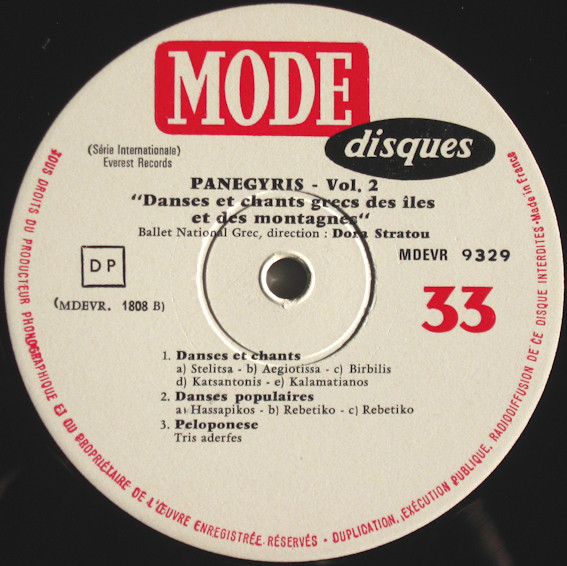 MODE
disques
(Série Internationale)
Everest Records
PANEGYRIS - Vol. 2
"Danses et chants grecs des îles
et des montagnes"
Ballet National Grec, direction : Dora Stratou
MDEVR 9329
DP
(MDEVR. 1808 B)
33
1. Danses et chants
a) Stelitsa - b) Aegiotissa - c) Birbilis
d) Katsantonis - e) Kalamatianos
2. Danses populaires
a) Hassapikos - b) Rebetiko - c) Rebetiko
3. Peloponese
Tris aderfes
TOUS DROITS DU PRODUCTEUR PHONOGRAPHIQUE ET DU PROPRIÉTAIRE DE L'ŒUVRE ENREGISTRÉE RÉSERVÉS - DUPLICATION, EXÉCUTION PUBLIQUE, RADIODIFFUSION DE CE DISQUE INTERDITES - Made in France